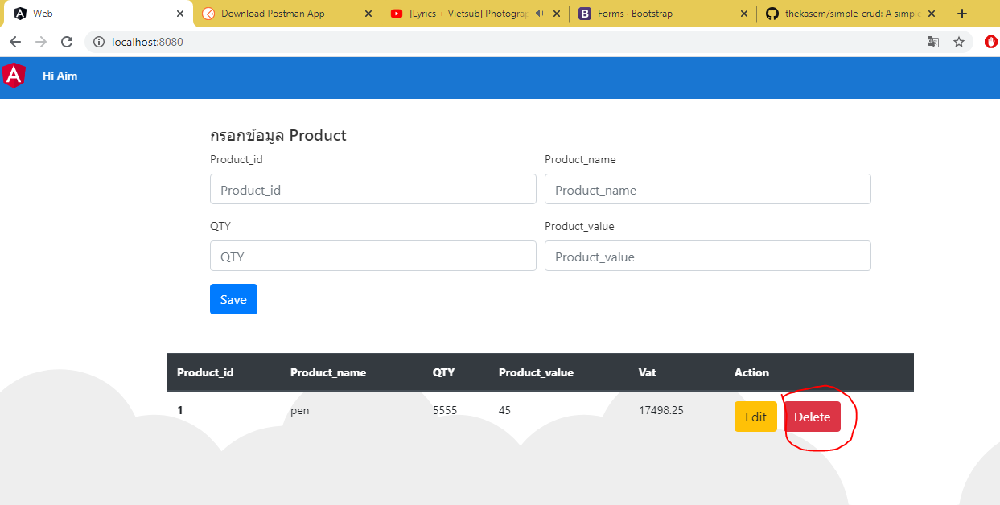 Web
Download Postman App
[Lyrics + Vietsub] Photogra
Forms · Bootstrap
thekasem/simple-crud: A simple
localhost:8080
Hi Aim
กรอกข้อมูล Product
Product_id Product_name
Product_id Product_name
QTY Product_value
QTY Product_value
Save
Product_id Product_name QTY Product_value Vat Action
1 pen 5555 45 17498.25 Edit Delete